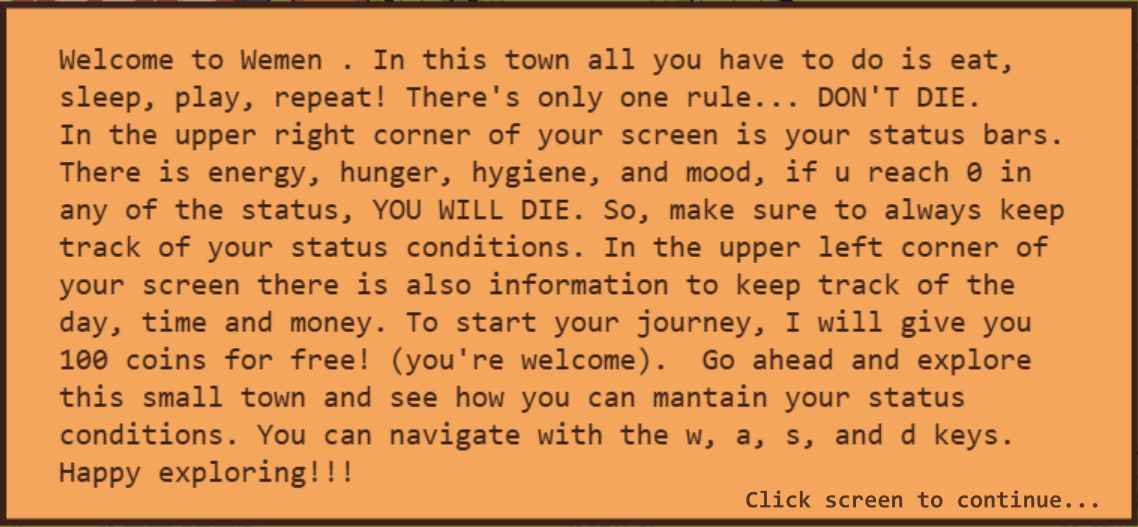 Welcome to Wemen . In this town all you have to do is eat,
sleep, play, repeat! There's only one rule... DON'T DIE.
In the upper right corner of your screen is your status bars.
There is energy, hunger, hygiene, and mood, if u reach 0 in
any of the status, YOU WILL DIE. So, make sure to always keep
track of your status conditions. In the upper left corner of
your screen there is also information to keep track of the
day, time and money. To start your journey, I will give you
100 coins for free! (you're welcome).  Go ahead and explore
this small town and see how you can mantain your status
conditions. You can navigate with the w, a, s, and d keys.
Happy exploring!!!
Click screen to continue...